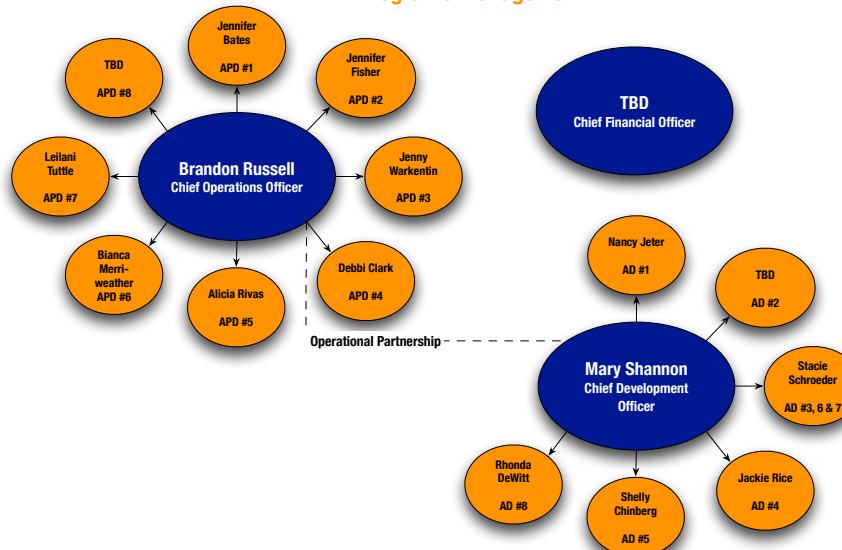 Jennifer
Bates
APD #1
TBD
APD #8
Jennifer
Fisher
APD #2
TBD
Chief Financial Officer
Leilani
Tuttle
APD #7
Brandon Russell
Chief Operations Officer
Jenny
Warkentin
APD #3
Bianca
Merri-
weather
APD #6
Alicia Rivas
APD #5
Debbi Clark
APD #4
Nancy Jeter
AD #1
TBD
AD #2
Operational Partnership
Mary Shannon
Chief Development
Officer
Stacie
Schroeder
AD #3, 6 & 7
Rhonda
DeWitt
AD #8
Shelly
Chinberg
AD #5
Jackie Rice
AD #4